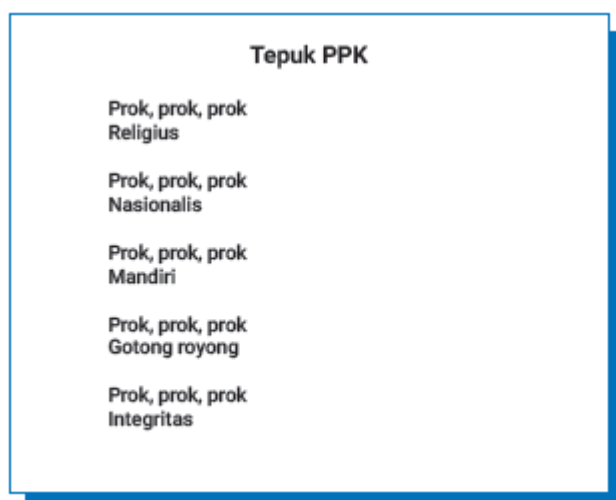 Tepuk PPK
Prok, prok, prok
Religius
Prok, prok, prok
Nasionalis
Prok, prok, prok
Mandiri
Prok, prok, prok
Gotong royong
Prok, prok, prok
Integritas